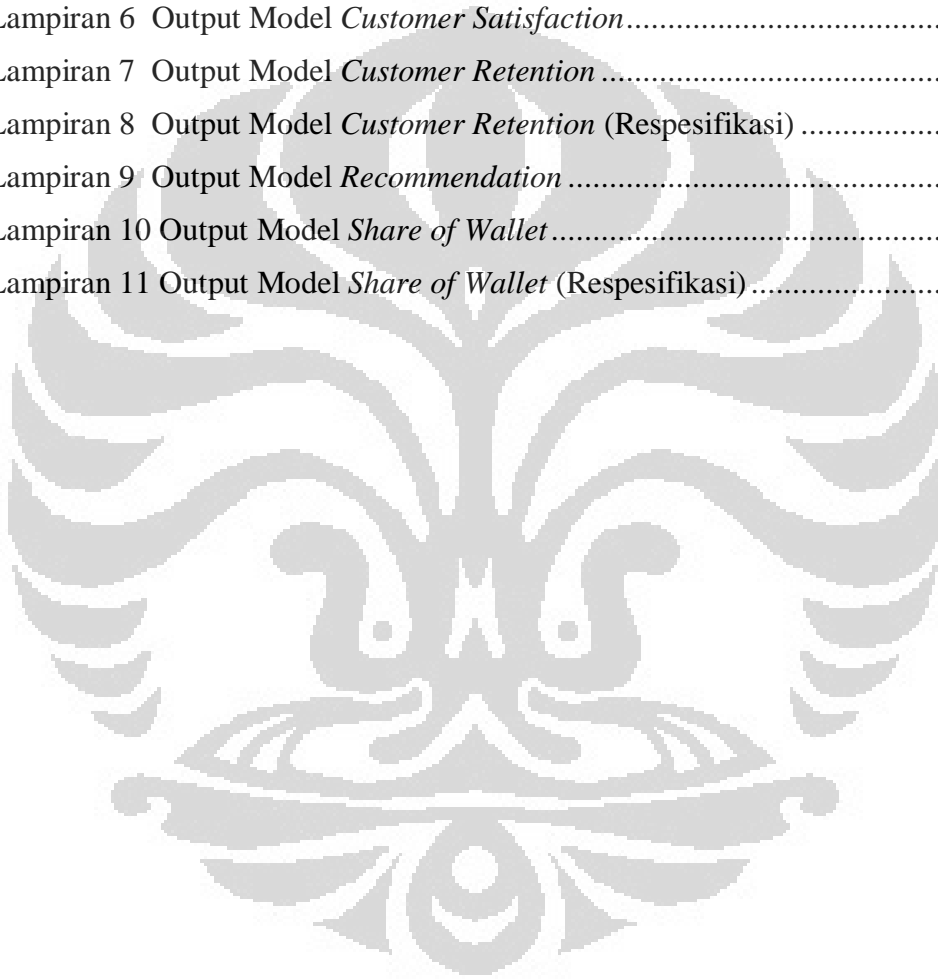 Lampiran 6 Output Model Customer Satisfaction....................................
Lampiran 7 Output Model Customer Retention.......................................
Lampiran 8 Output Model Customer Retention (Respesifikasi)................
Lampiran 9 Output Model Recommendation...........................................
Lampiran 10 Output Model Share of Wallet.............................................
Lampiran 11 Output Model Share of Wallet (Respesifikasi)......................